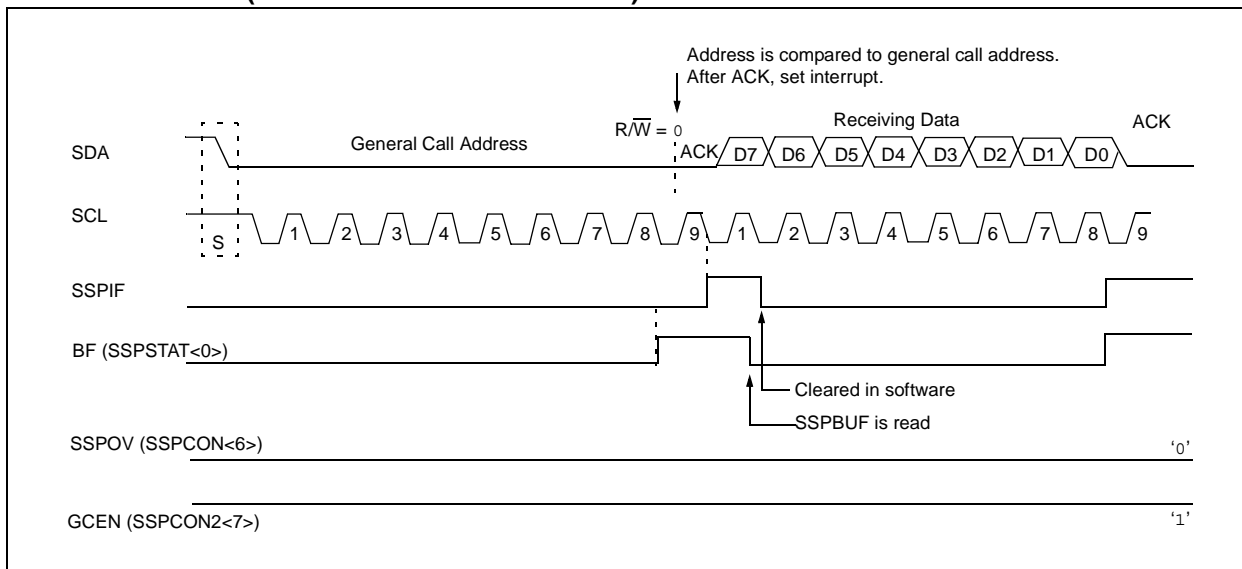 Address is compared to general call address.
After ACK, set interrupt.
R/W̅ = 0
Receiving Data
ACK
SDA
General Call Address
ACK
D7 D6 D5 D4 D3 D2 D1 D0
SCL
S
1 2 3 4 5 6 7 8 9 1 2 3 4 5 6 7 8 9
SSPIF
BF (SSPSTAT<0>)
Cleared in software
SSPBUF is read
SSPOV (SSPCON<6>)
‘0’
GCEN (SSPCON2<7>)
‘1’